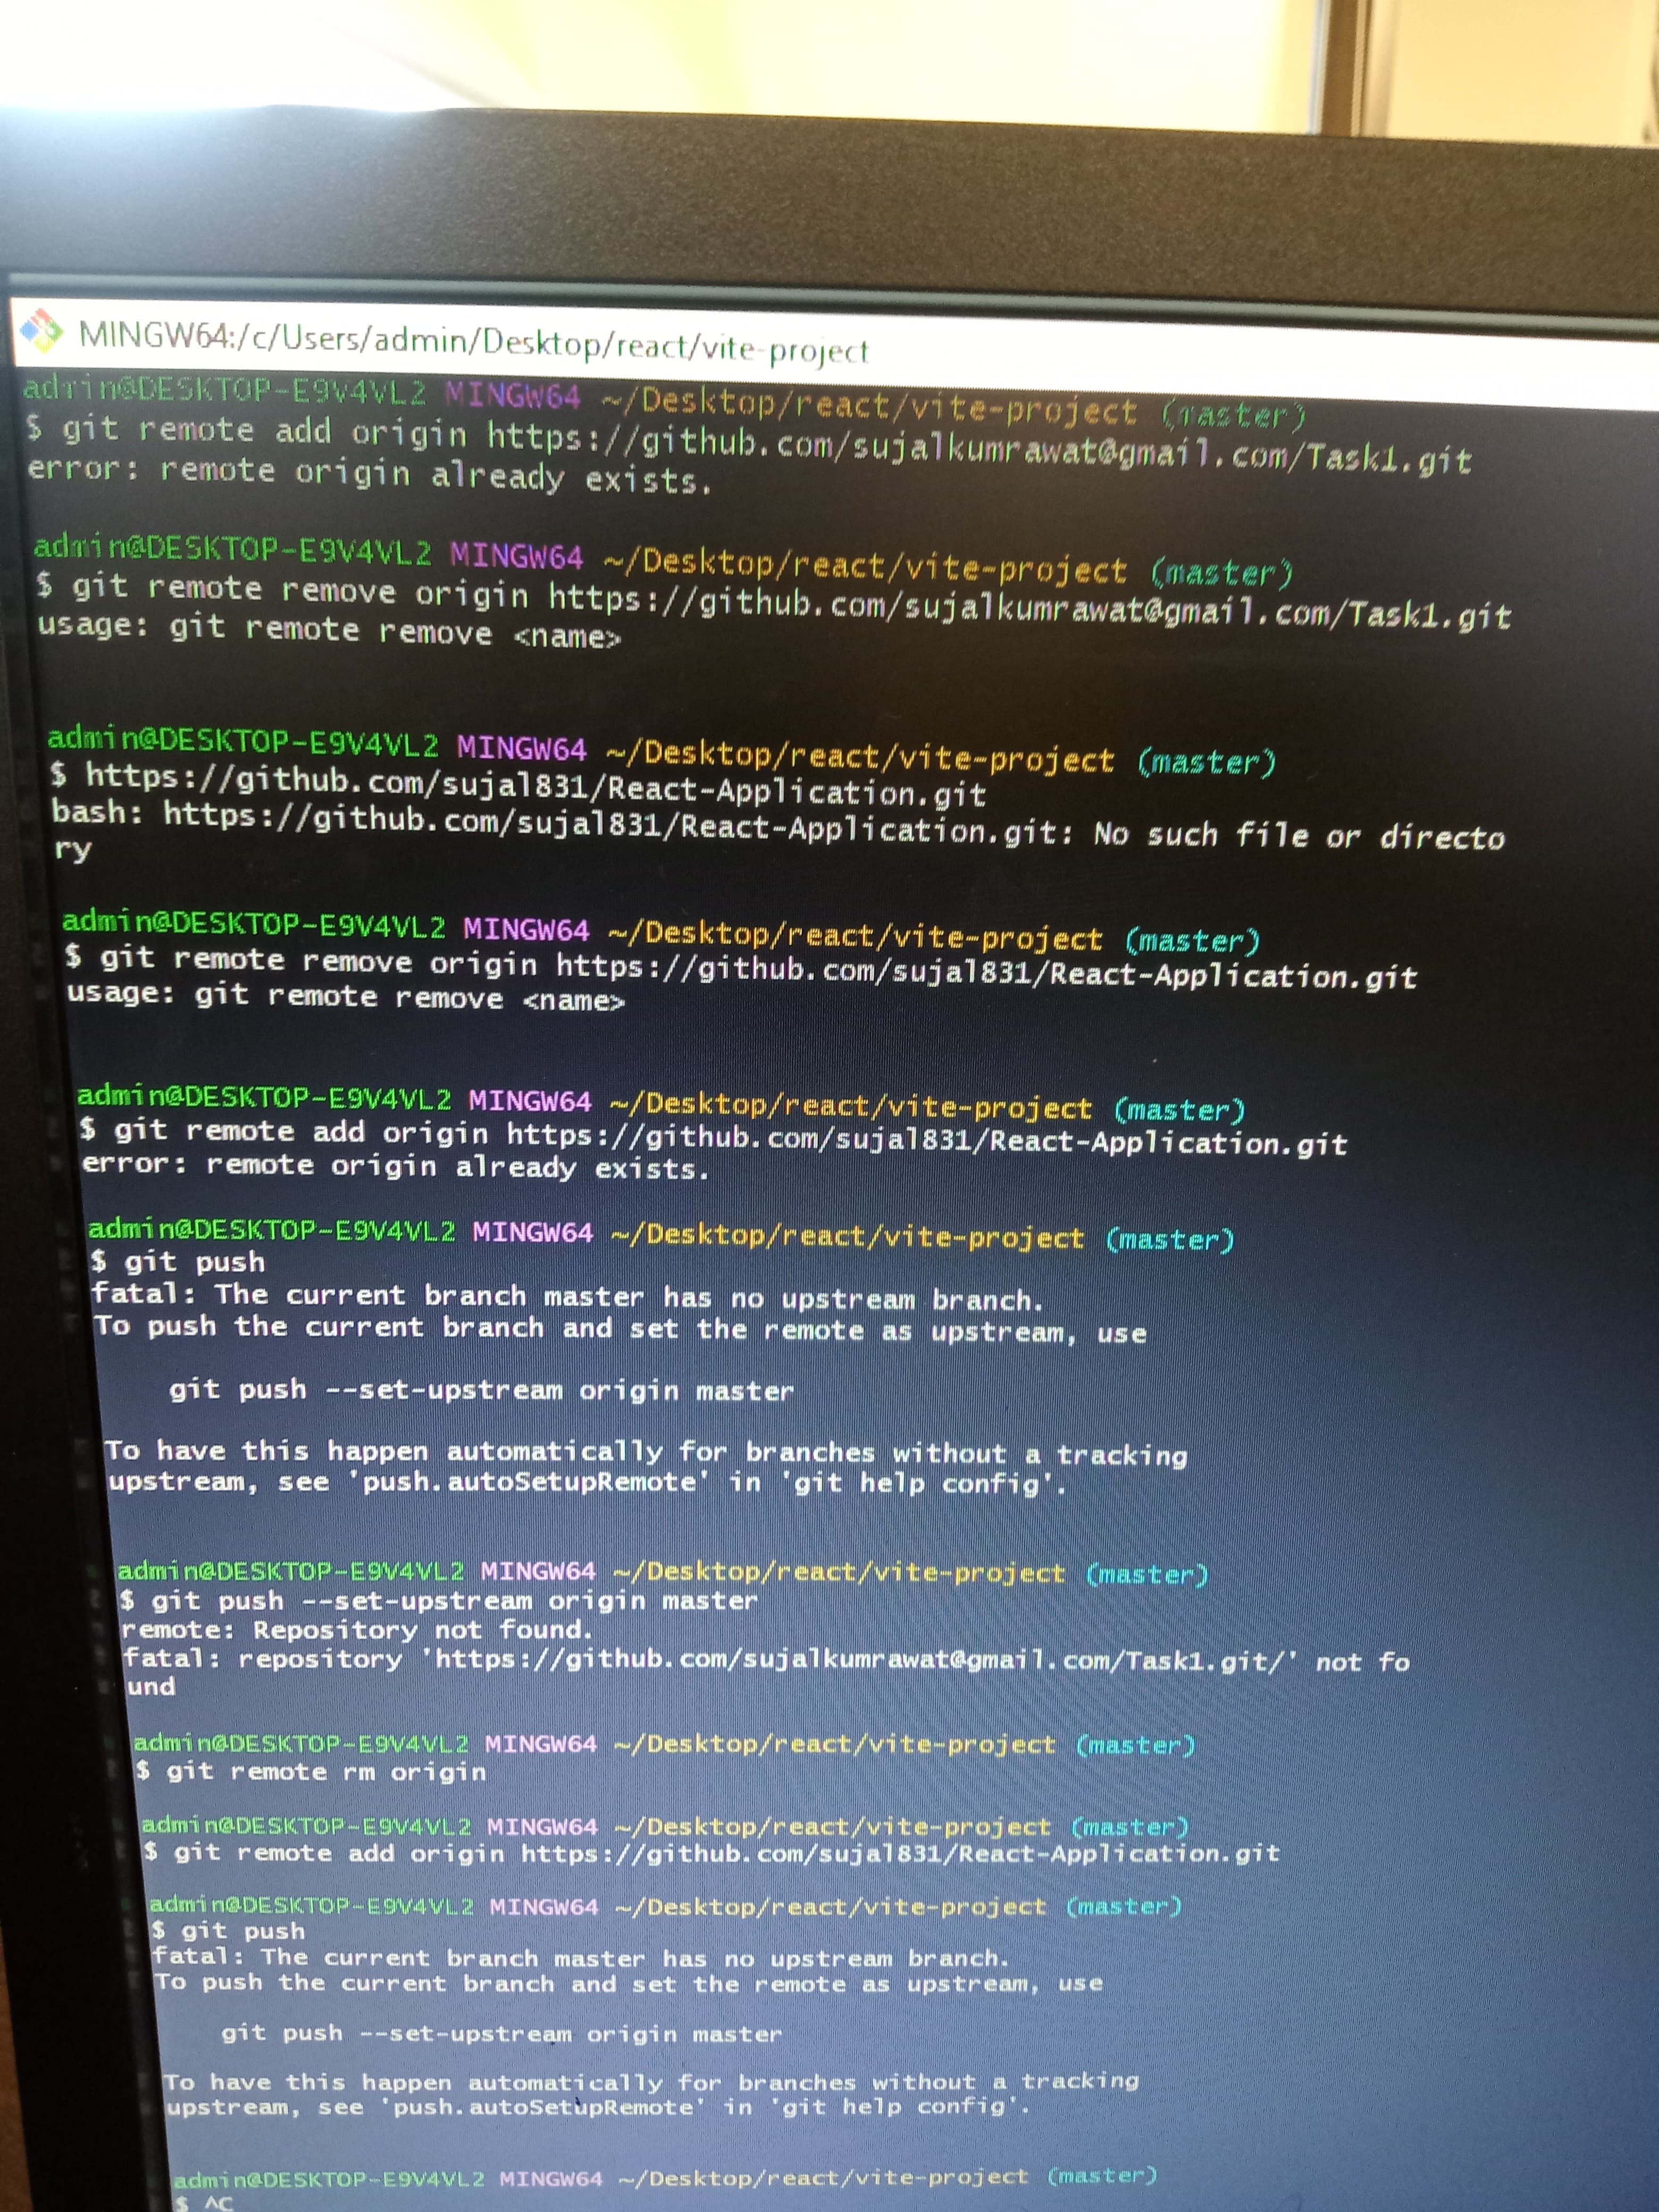 MINGW64:/c/Users/admin/Desktop/react/vite-project
admin@DESKTOP-E9V4VL2 MINGW64 ~/Desktop/react/vite-project (master)
$ git remote add origin https://github.com/sujalkumrawat@gmail.com/Task1.git
error: remote origin already exists.
admin@DESKTOP-E9V4VL2 MINGW64 ~/Desktop/react/vite-project (master)
$ git remote remove origin https://github.com/sujalkumrawat@gmail.com/Task1.git
usage: git remote remove <name>
admin@DESKTOP-E9V4VL2 MINGW64 ~/Desktop/react/vite-project (master)
$ https://github.com/sujal831/React-Application.git
bash: https://github.com/sujal831/React-Application.git: No such file or directo
ry
admin@DESKTOP-E9V4VL2 MINGW64 ~/Desktop/react/vite-project (master)
$ git remote remove origin https://github.com/sujal831/React-Application.git
usage: git remote remove <name>
admin@DESKTOP-E9V4VL2 MINGW64 ~/Desktop/react/vite-project (master)
$ git remote add origin https://github.com/sujal831/React-Application.git
error: remote origin already exists.
admin@DESKTOP-E9V4VL2 MINGW64 ~/Desktop/react/vite-project (master)
$ git push
fatal: The current branch master has no upstream branch.
To push the current branch and set the remote as upstream, use
git push --set-upstream origin master
To have this happen automatically for branches without a tracking
upstream, see 'push.autoSetupRemote' in 'git help config'.
admin@DESKTOP-E9V4VL2 MINGW64 ~/Desktop/react/vite-project (master)
$ git push --set-upstream origin master
remote: Repository not found.
fatal: repository 'https://github.com/sujalkumrawat@gmail.com/Task1.git/' not fo
und
admin@DESKTOP-E9V4VL2 MINGW64 ~/Desktop/react/vite-project (master)
$ git remote rm origin
admin@DESKTOP-E9V4VL2 MINGW64 ~/Desktop/react/vite-project (master)
$ git remote add origin https://github.com/sujal831/React-Application.git
admin@DESKTOP-E9V4VL2 MINGW64 ~/Desktop/react/vite-project (master)
$ git push
fatal: The current branch master has no upstream branch.
To push the current branch and set the remote as upstream, use
git push --set-upstream origin master
To have this happen automatically for branches without a tracking
upstream, see 'push.autoSetupRemote' in 'git help config'.
admin@DESKTOP-E9V4VL2 MINGW64 ~/Desktop/react/vite-project (master)
$ ^C